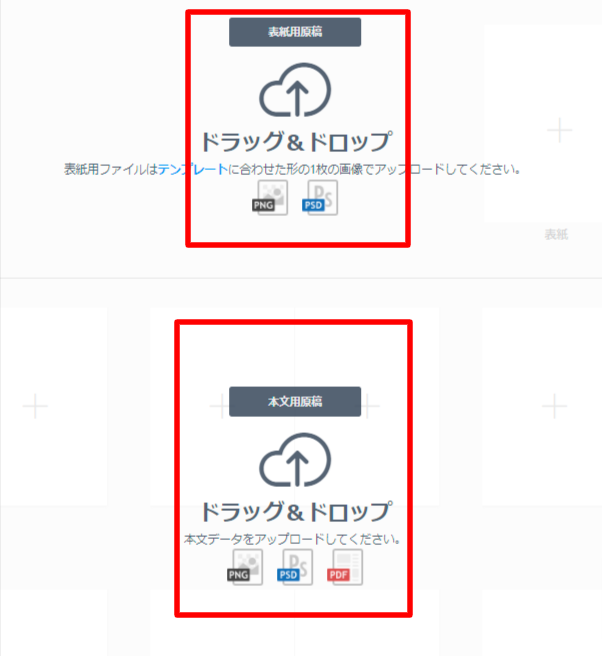 表紙用原稿
ドラッグ&ドロップ
表紙用ファイルはテンプレートに合わせた形の1枚の画像でアップロードしてください。
PNG PSD
表紙
本文用原稿
ドラッグ&ドロップ
本文データをアップロードしてください。
PNG PSD PDF